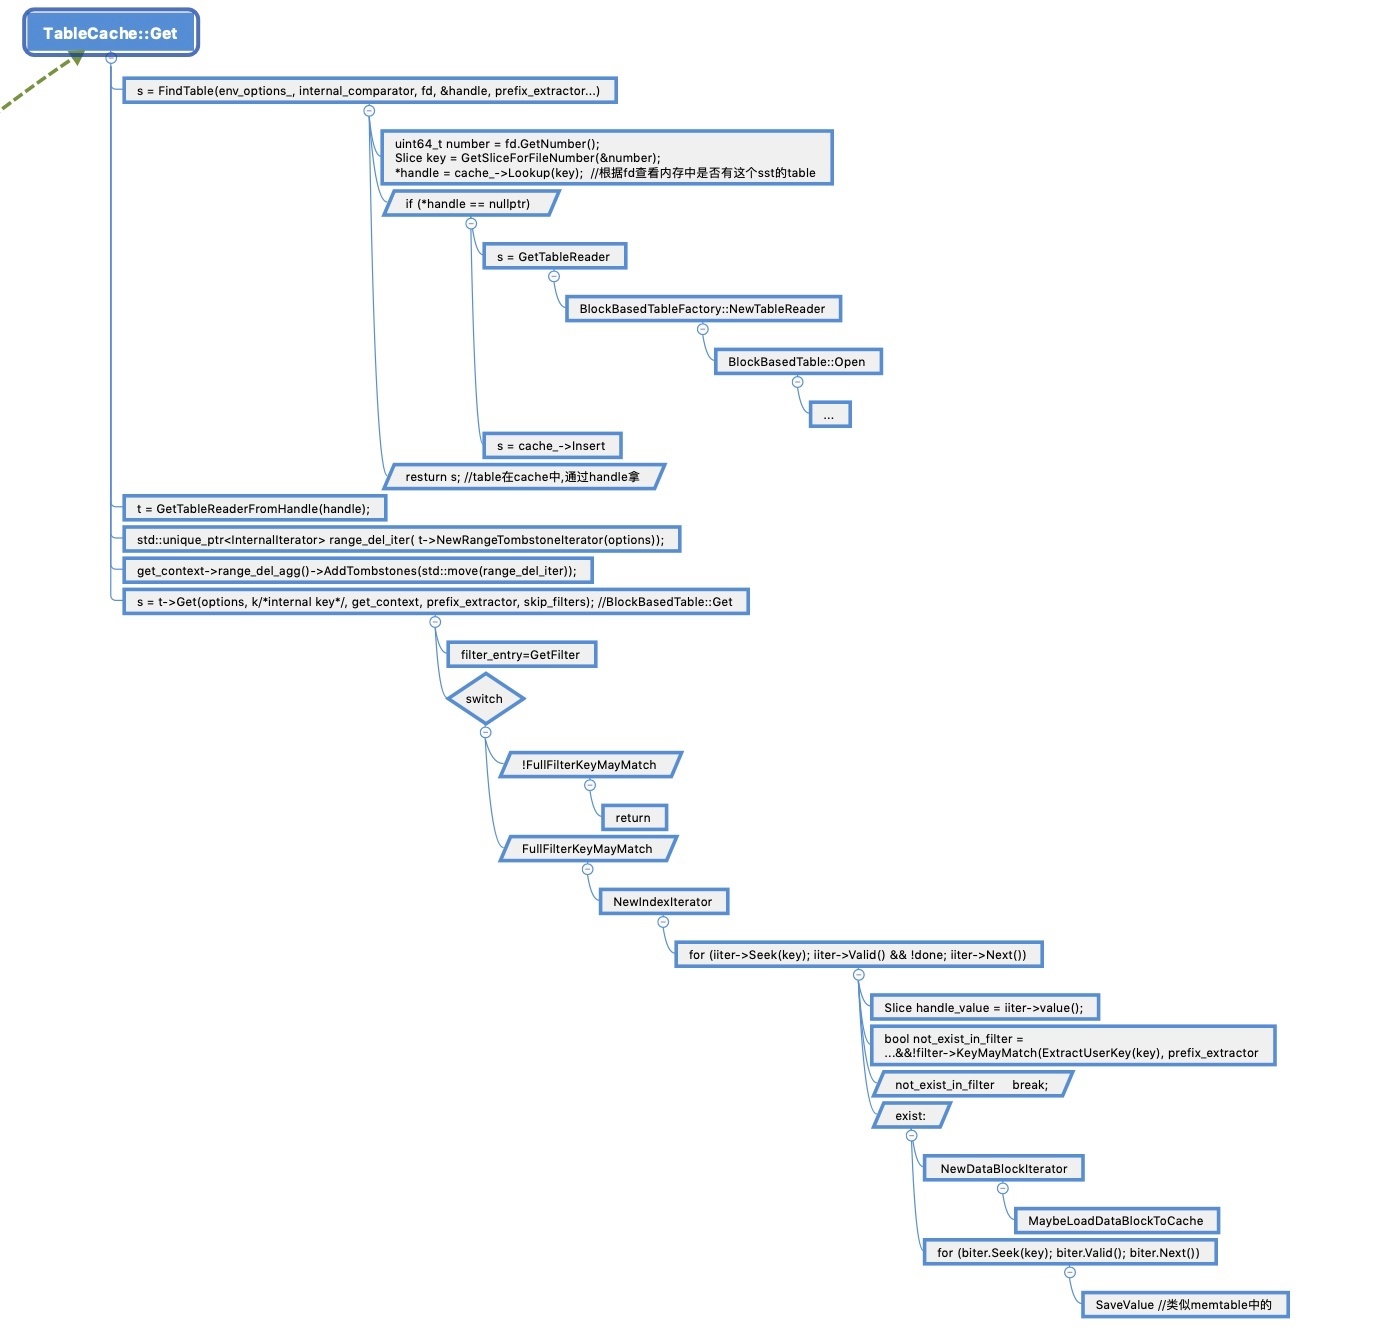 TableCache::Get
s = FindTable(env_options_, internal_comparator, fd, &handle, prefix_extractor...)
uint64_t number = fd.GetNumber();
Slice key = GetSliceForFileNumber(&number);
*handle = cache_->Lookup(key);  //根据fd查看内存中是否有这个sst的table
if (*handle == nullptr)
s = GetTableReader
BlockBasedTableFactory::NewTableReader
BlockBasedTable::Open
...
s = cache_->Insert
resturn s; //table在cache中,通过handle拿
t = GetTableReaderFromHandle(handle);
std::unique_ptr<InternalIterator> range_del_iter( t->NewRangeTombstoneIterator(options));
get_context->range_del_agg()->AddTombstones(std::move(range_del_iter));
s = t->Get(options, k/*internal key*/, get_context, prefix_extractor, skip_filters); //BlockBasedTable::Get
filter_entry=GetFilter
switch
!FullFilterKeyMayMatch
return
FullFilterKeyMayMatch
NewIndexIterator
for (iiter->Seek(key); iiter->Valid() && !done; iiter->Next())
Slice handle_value = iiter->value();
bool not_exist_in_filter =
...&&!filter->KeyMayMatch(ExtractUserKey(key), prefix_extractor
not_exist_in_filter     break;
exist:
NewDataBlockIterator
MaybeLoadDataBlockToCache
for (biter.Seek(key); biter.Valid(); biter.Next())
SaveValue //类似memtable中的